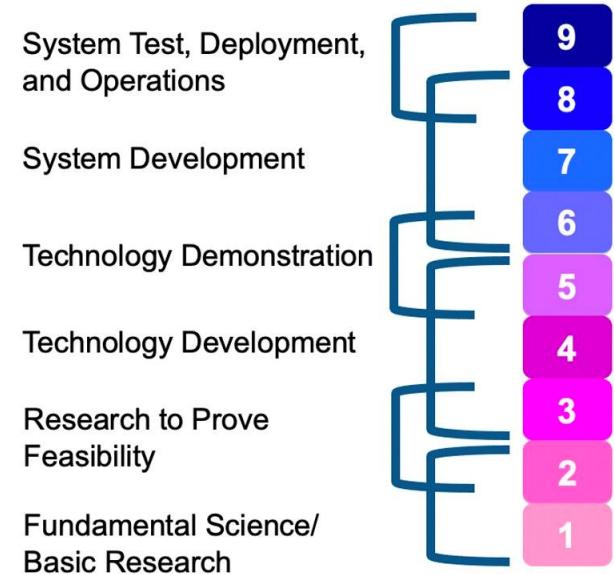 System Test, Deployment,
and Operations
System Development
Technology Demonstration
Technology Development
Research to Prove
Feasibility
Fundamental Science/
Basic Research
9
8
7
6
5
4
3
2
1